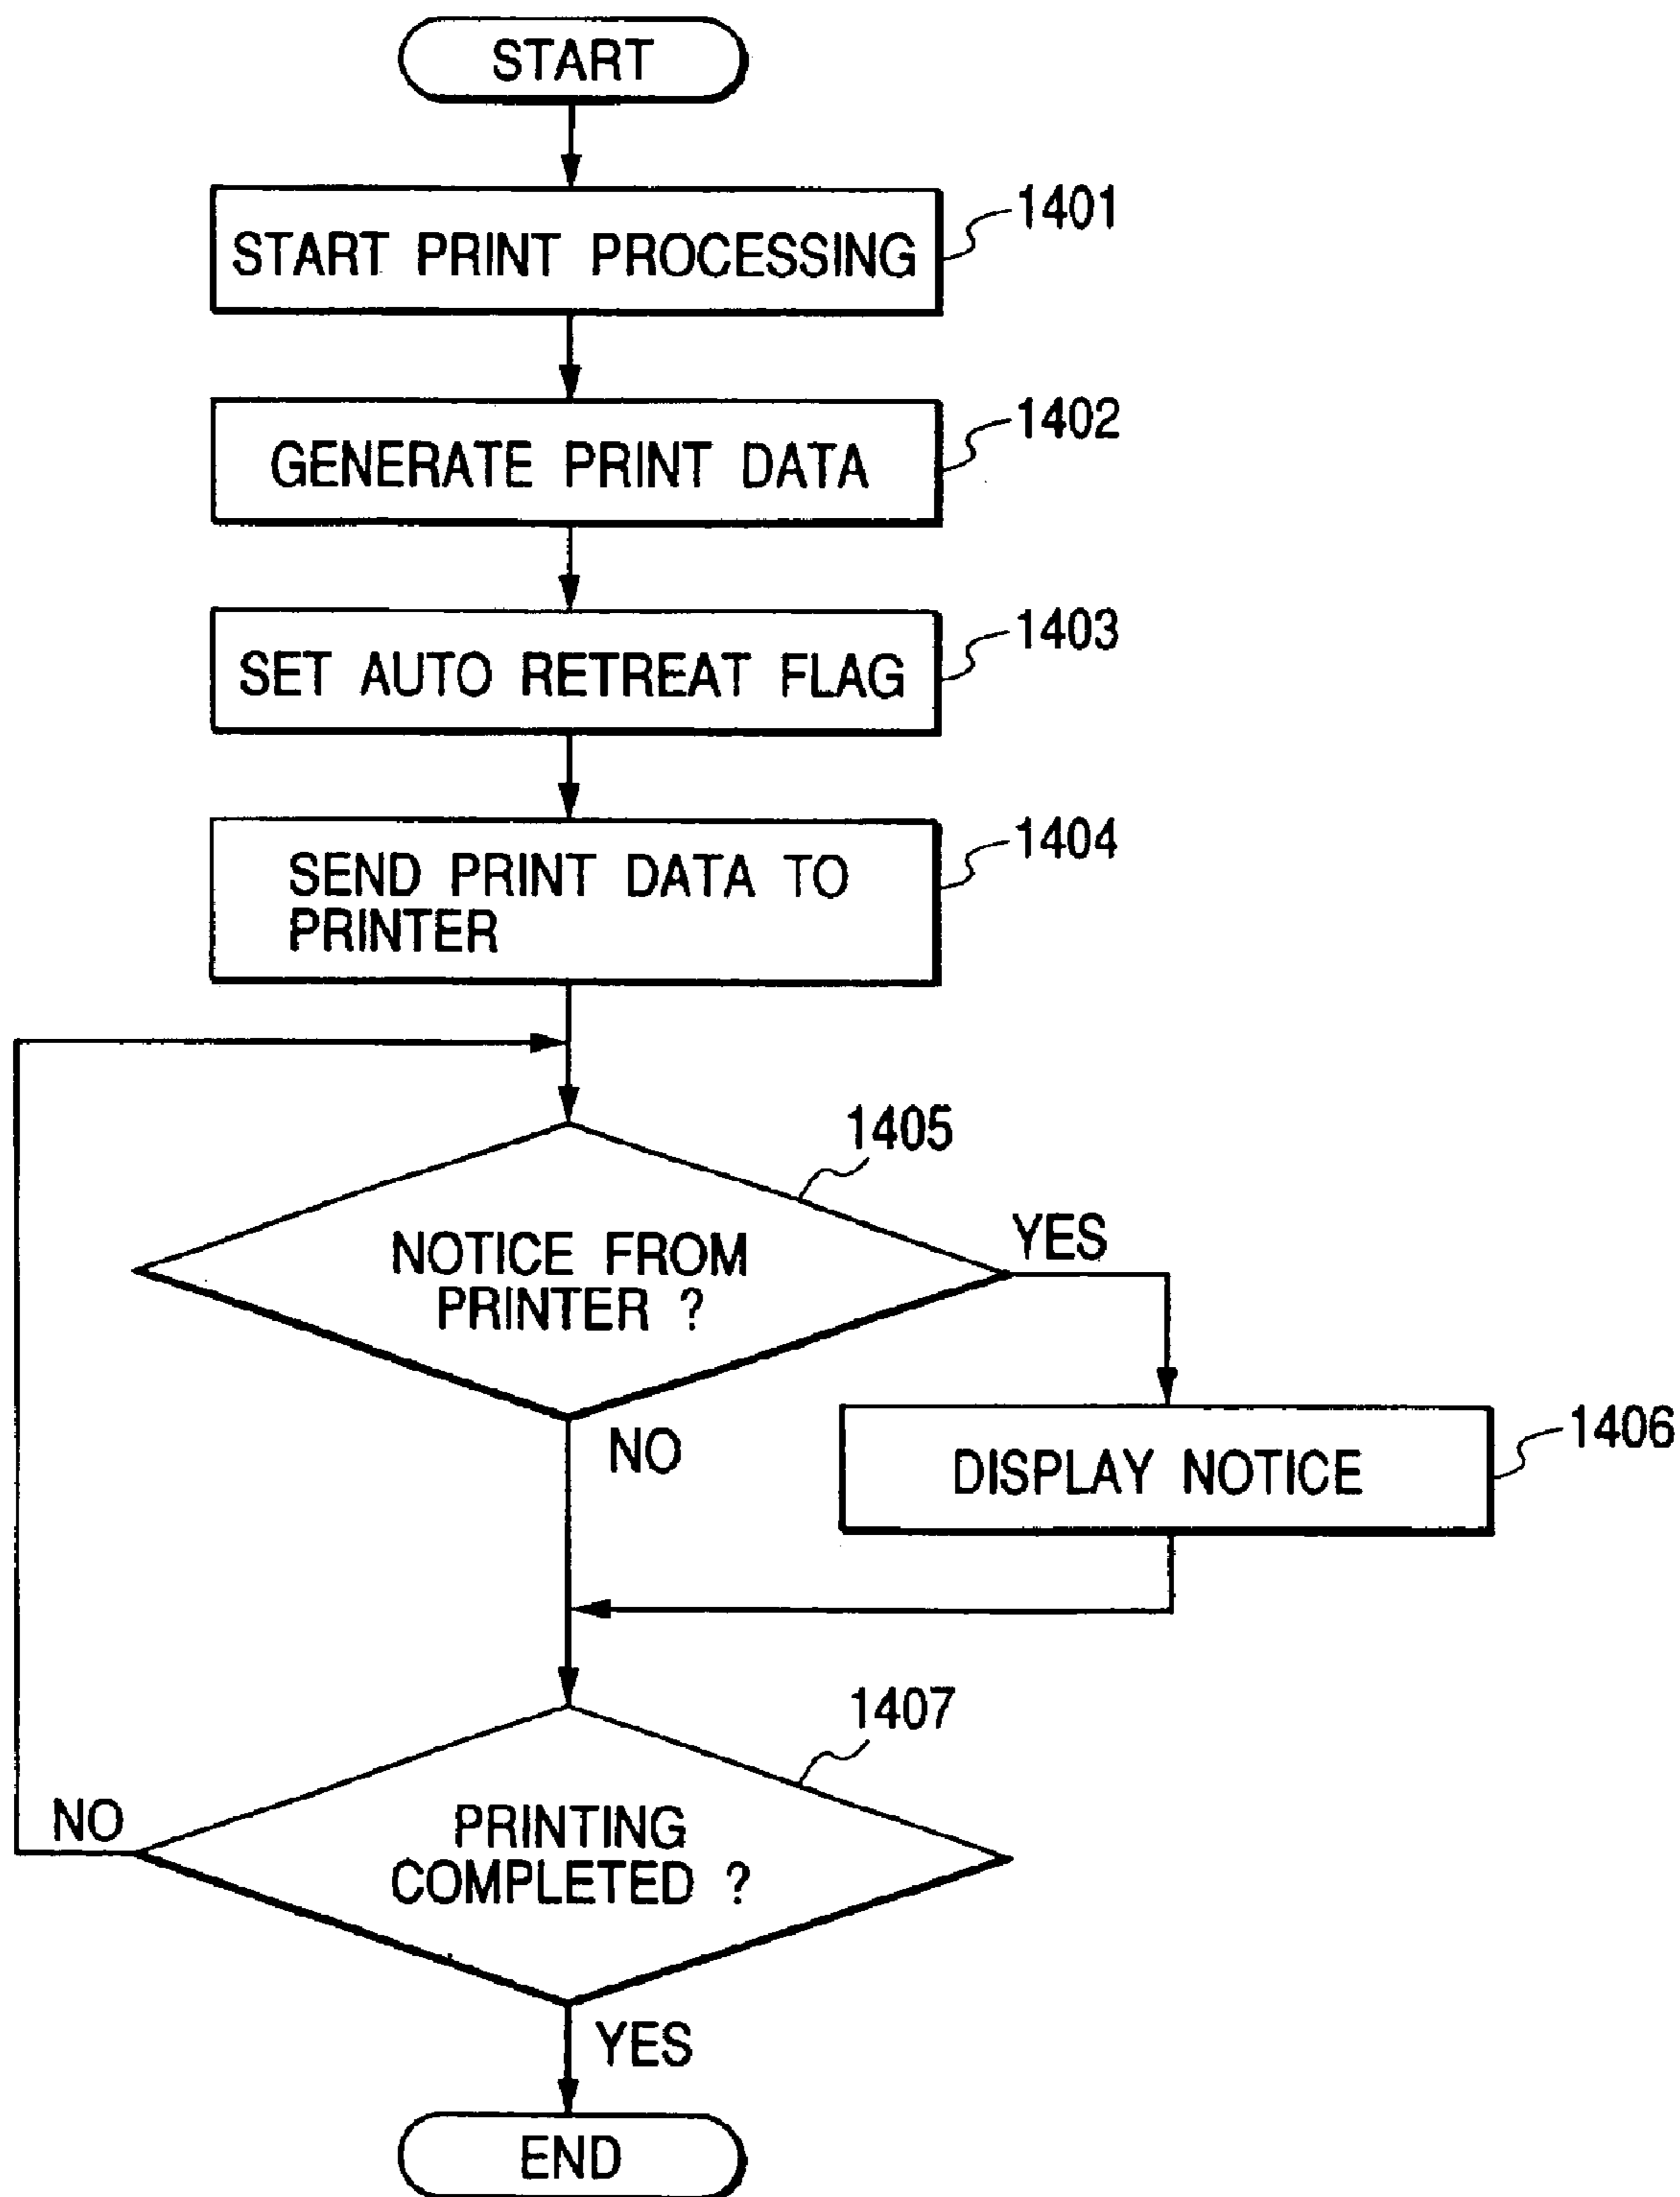 START
START PRINT PROCESSING
1401
GENERATE PRINT DATA
1402
SET AUTO RETREAT FLAG
1403
SEND PRINT DATA TO
PRINTER
1404
1405
NOTICE FROM
PRINTER ?
YES
NO
DISPLAY NOTICE
1406
1407
PRINTING
COMPLETED ?
NO
YES
END